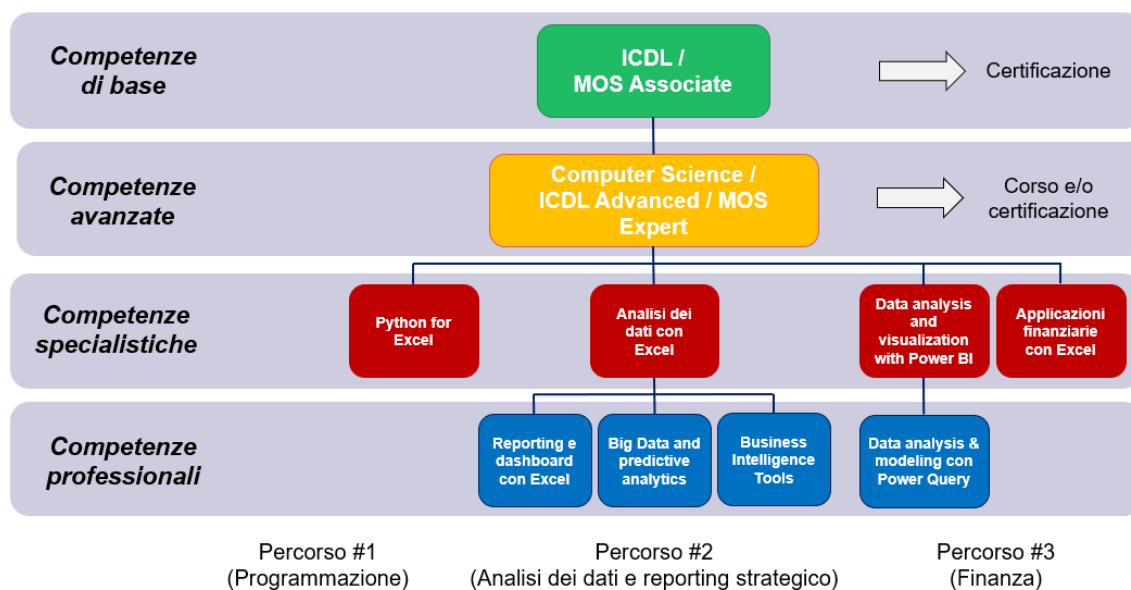 Competenze
di base
ICDL /
MOS Associate
Certificazione
Competenze
avanzate
Computer Science /
ICDL Advanced / MOS
Expert
Corso e/o
certificazione
Competenze
specialistiche
Python for
Excel
Analisi dei
dati con
Excel
Data analysis
and
visualization
with Power BI
Applicazioni
finanziarie
con Excel
Competenze
professionali
Reporting e
dashboard
con Excel
Big Data and
predictive
analytics
Business
Intelligence
Tools
Data analysis &
modeling con
Power Query
Percorso #1
(Programmazione)
Percorso #2
(Analisi dei dati e reporting strategico)
Percorso #3
(Finanza)